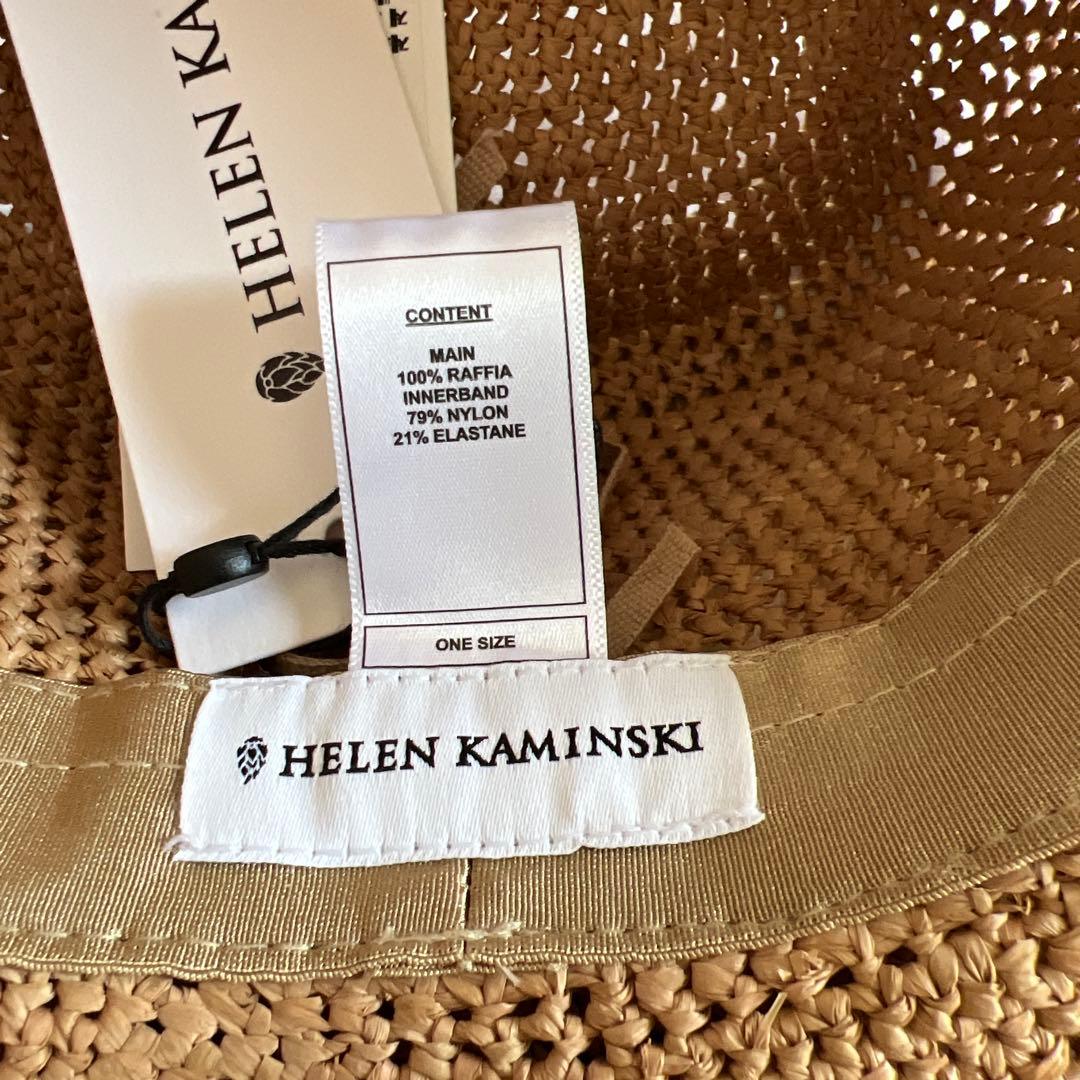 HELEN KA
CONTENT
MAIN
100% RAFFIA
INNERBAND
79% NYLON
21% ELASTANE
ONE SIZE
HELEN KAMINSKI